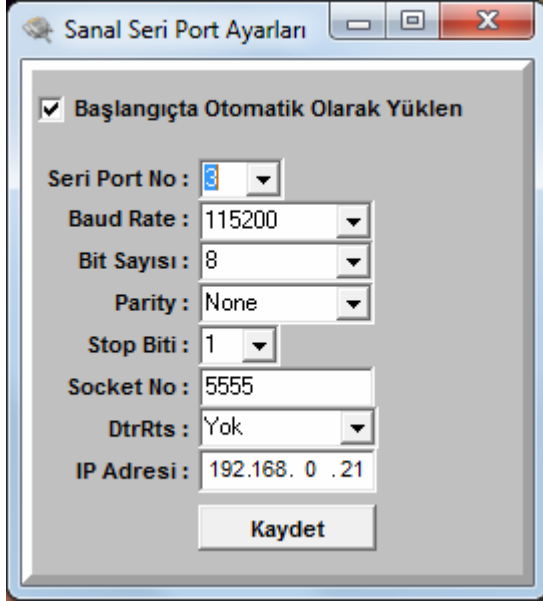 Sanal Seri Port Ayarları
Başlangıçta Otomatik Olarak Yüklen
Seri Port No : 3
Baud Rate : 115200
Bit Sayısı : 8
Parity : None
Stop Biti : 1
Socket No : 5555
DtrRts : Yok
IP Adresi : 192.168. 0 .21
Kaydet